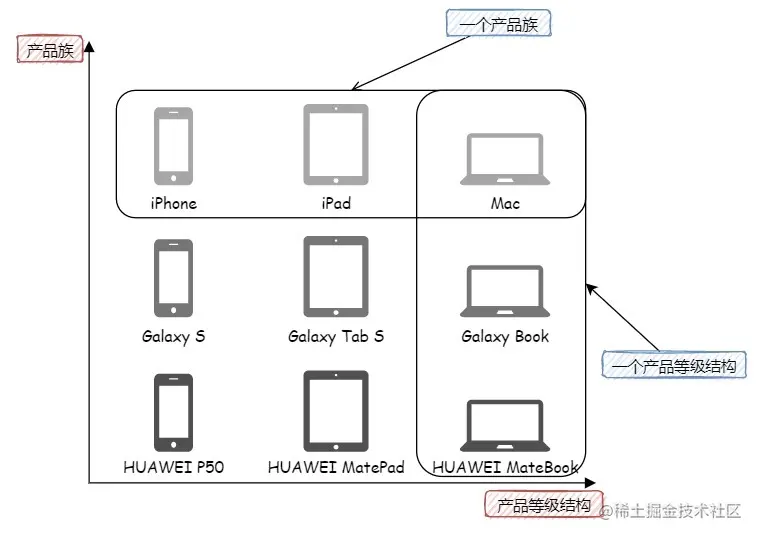 一个产品族
产品族
iPhone
iPad
Mac
Galaxy S
Galaxy Tab S
Galaxy Book
一个产品等级结构
HUAWEI P50
HUAWEI MatePad
HUAWEI MateBook
产品等级结构
@稀土掘金技术社区